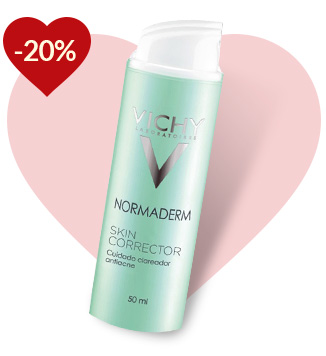 -20%
VICHY
LABORATOIRES
NORMADERM
SKIN
CORRECTOR
Cuidado clareador
antiacne
50 ml